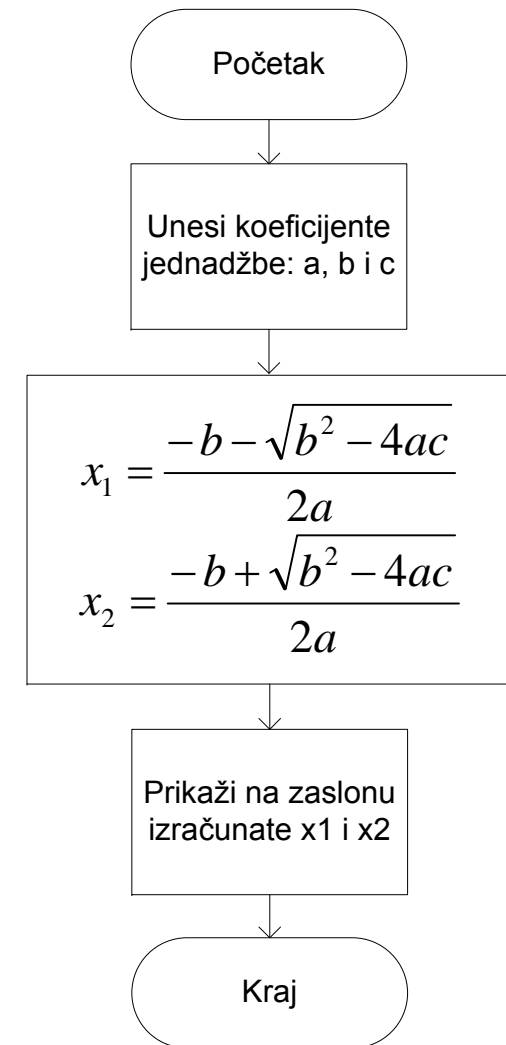 Početak
Unesi koeficijente
jednadžbe: a, b i c
x₁ = (-b - √(b² - 4ac)) / 2a
x₂ = (-b + √(b² - 4ac)) / 2a
Prikaži na zaslonu
izračunate x1 i x2
Kraj